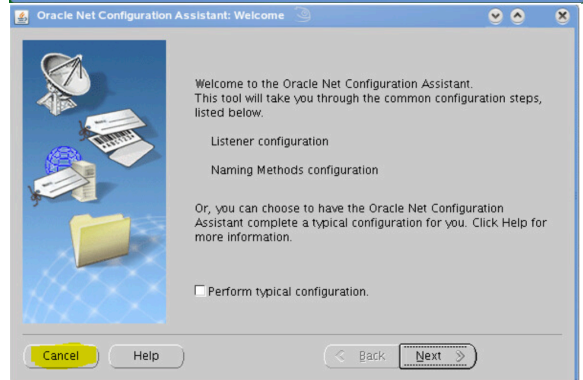 Oracle Net Configuration Assistant: Welcome
Welcome to the Oracle Net Configuration Assistant.
This tool will take you through the common configuration steps,
listed below.
Listener configuration
Naming Methods configuration
Or, you can choose to have the Oracle Net Configuration
Assistant complete a typical configuration for you. Click Help for
more information.
Perform typical configuration.
Cancel Help Back Next